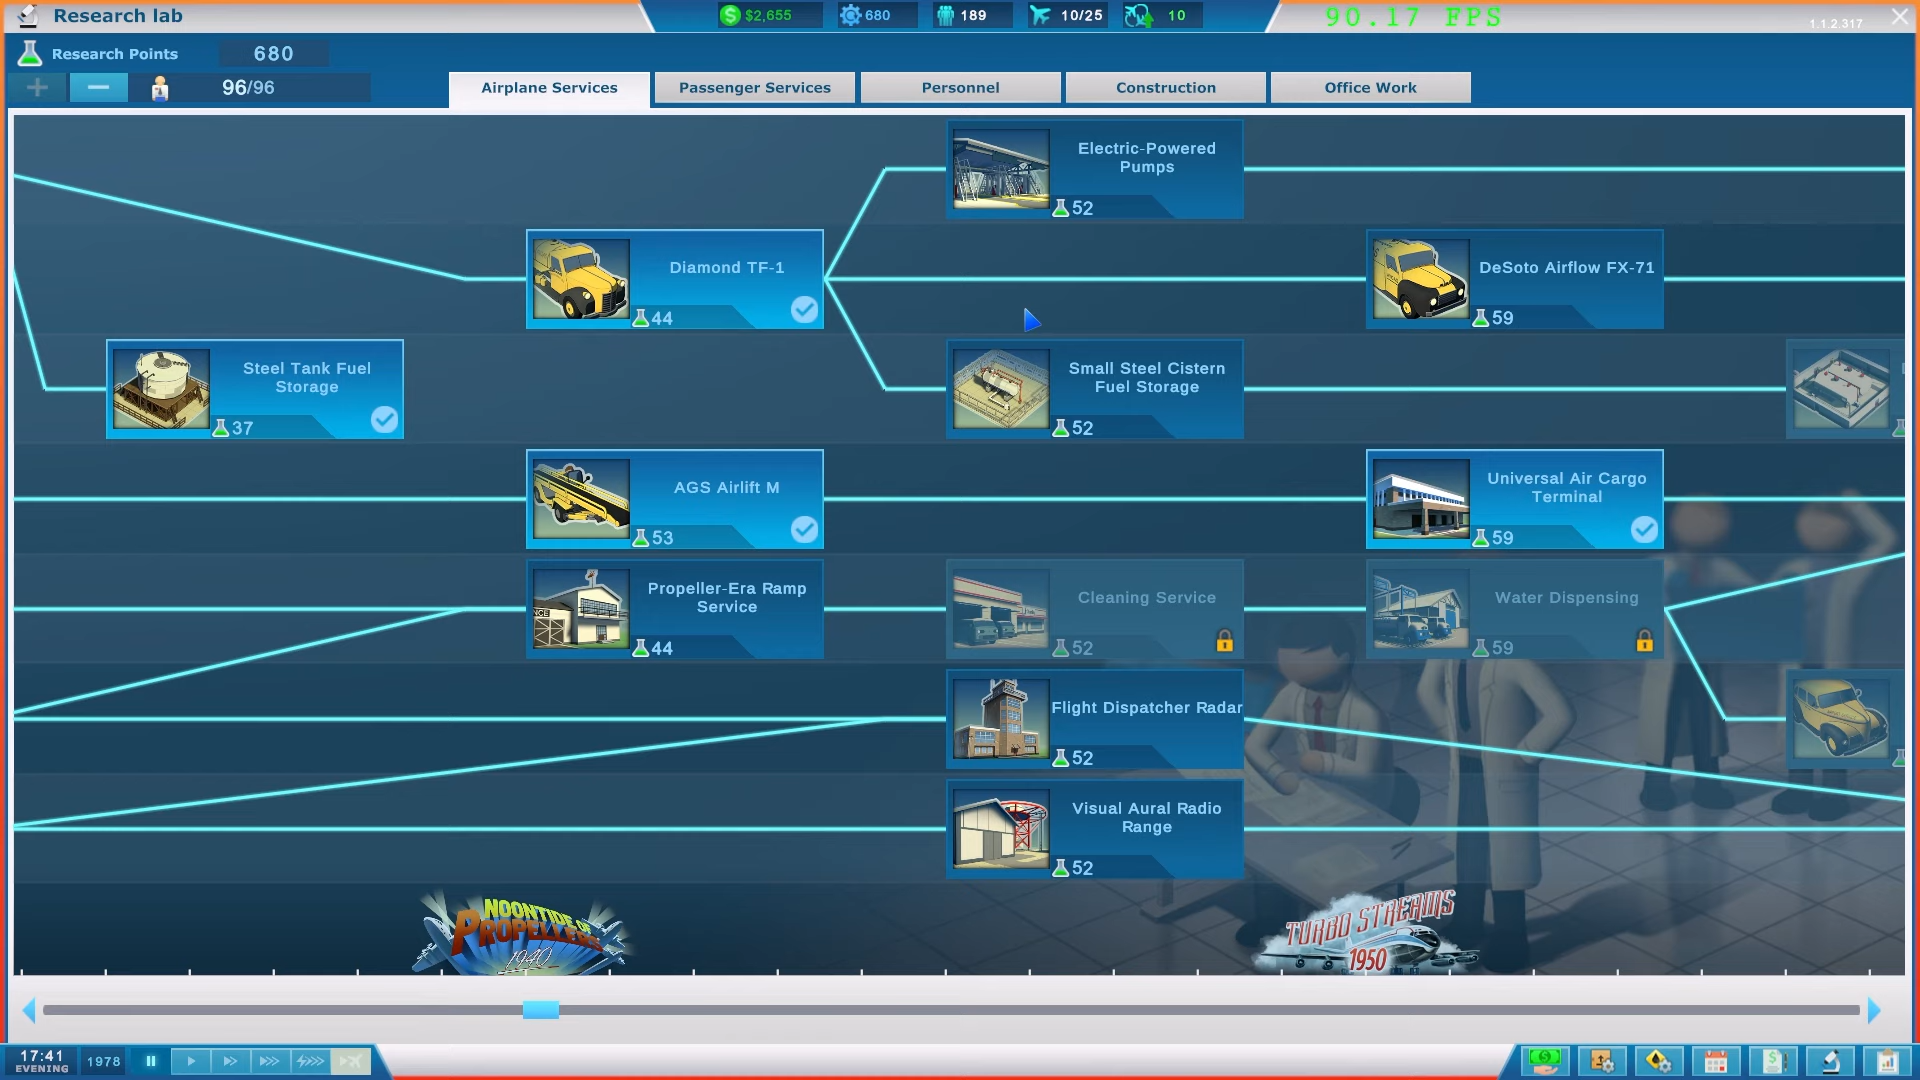 Research lab
$2,655
680
189
10/25
10
90.17 FPS
1.1.2.317
Research Points
680
96/96
Airplane Services
Passenger Services
Personnel
Construction
Office Work
Electric-Powered
Pumps
52
Diamond TF-1
44
DeSoto Airflow FX-71
59
Steel Tank Fuel
Storage
37
Small Steel Cistern
Fuel Storage
52
AGS Airlift M
53
Universal Air Cargo
Terminal
59
Propeller-Era Ramp
Service
44
Cleaning Service
52
Water Dispensing
59
Flight Dispatcher Radar
52
Visual Aural Radio
Range
52
NOONTIDE OF
PROPELLERS
1940
TURBO STREAMS
1950
17:41
EVENING
1978